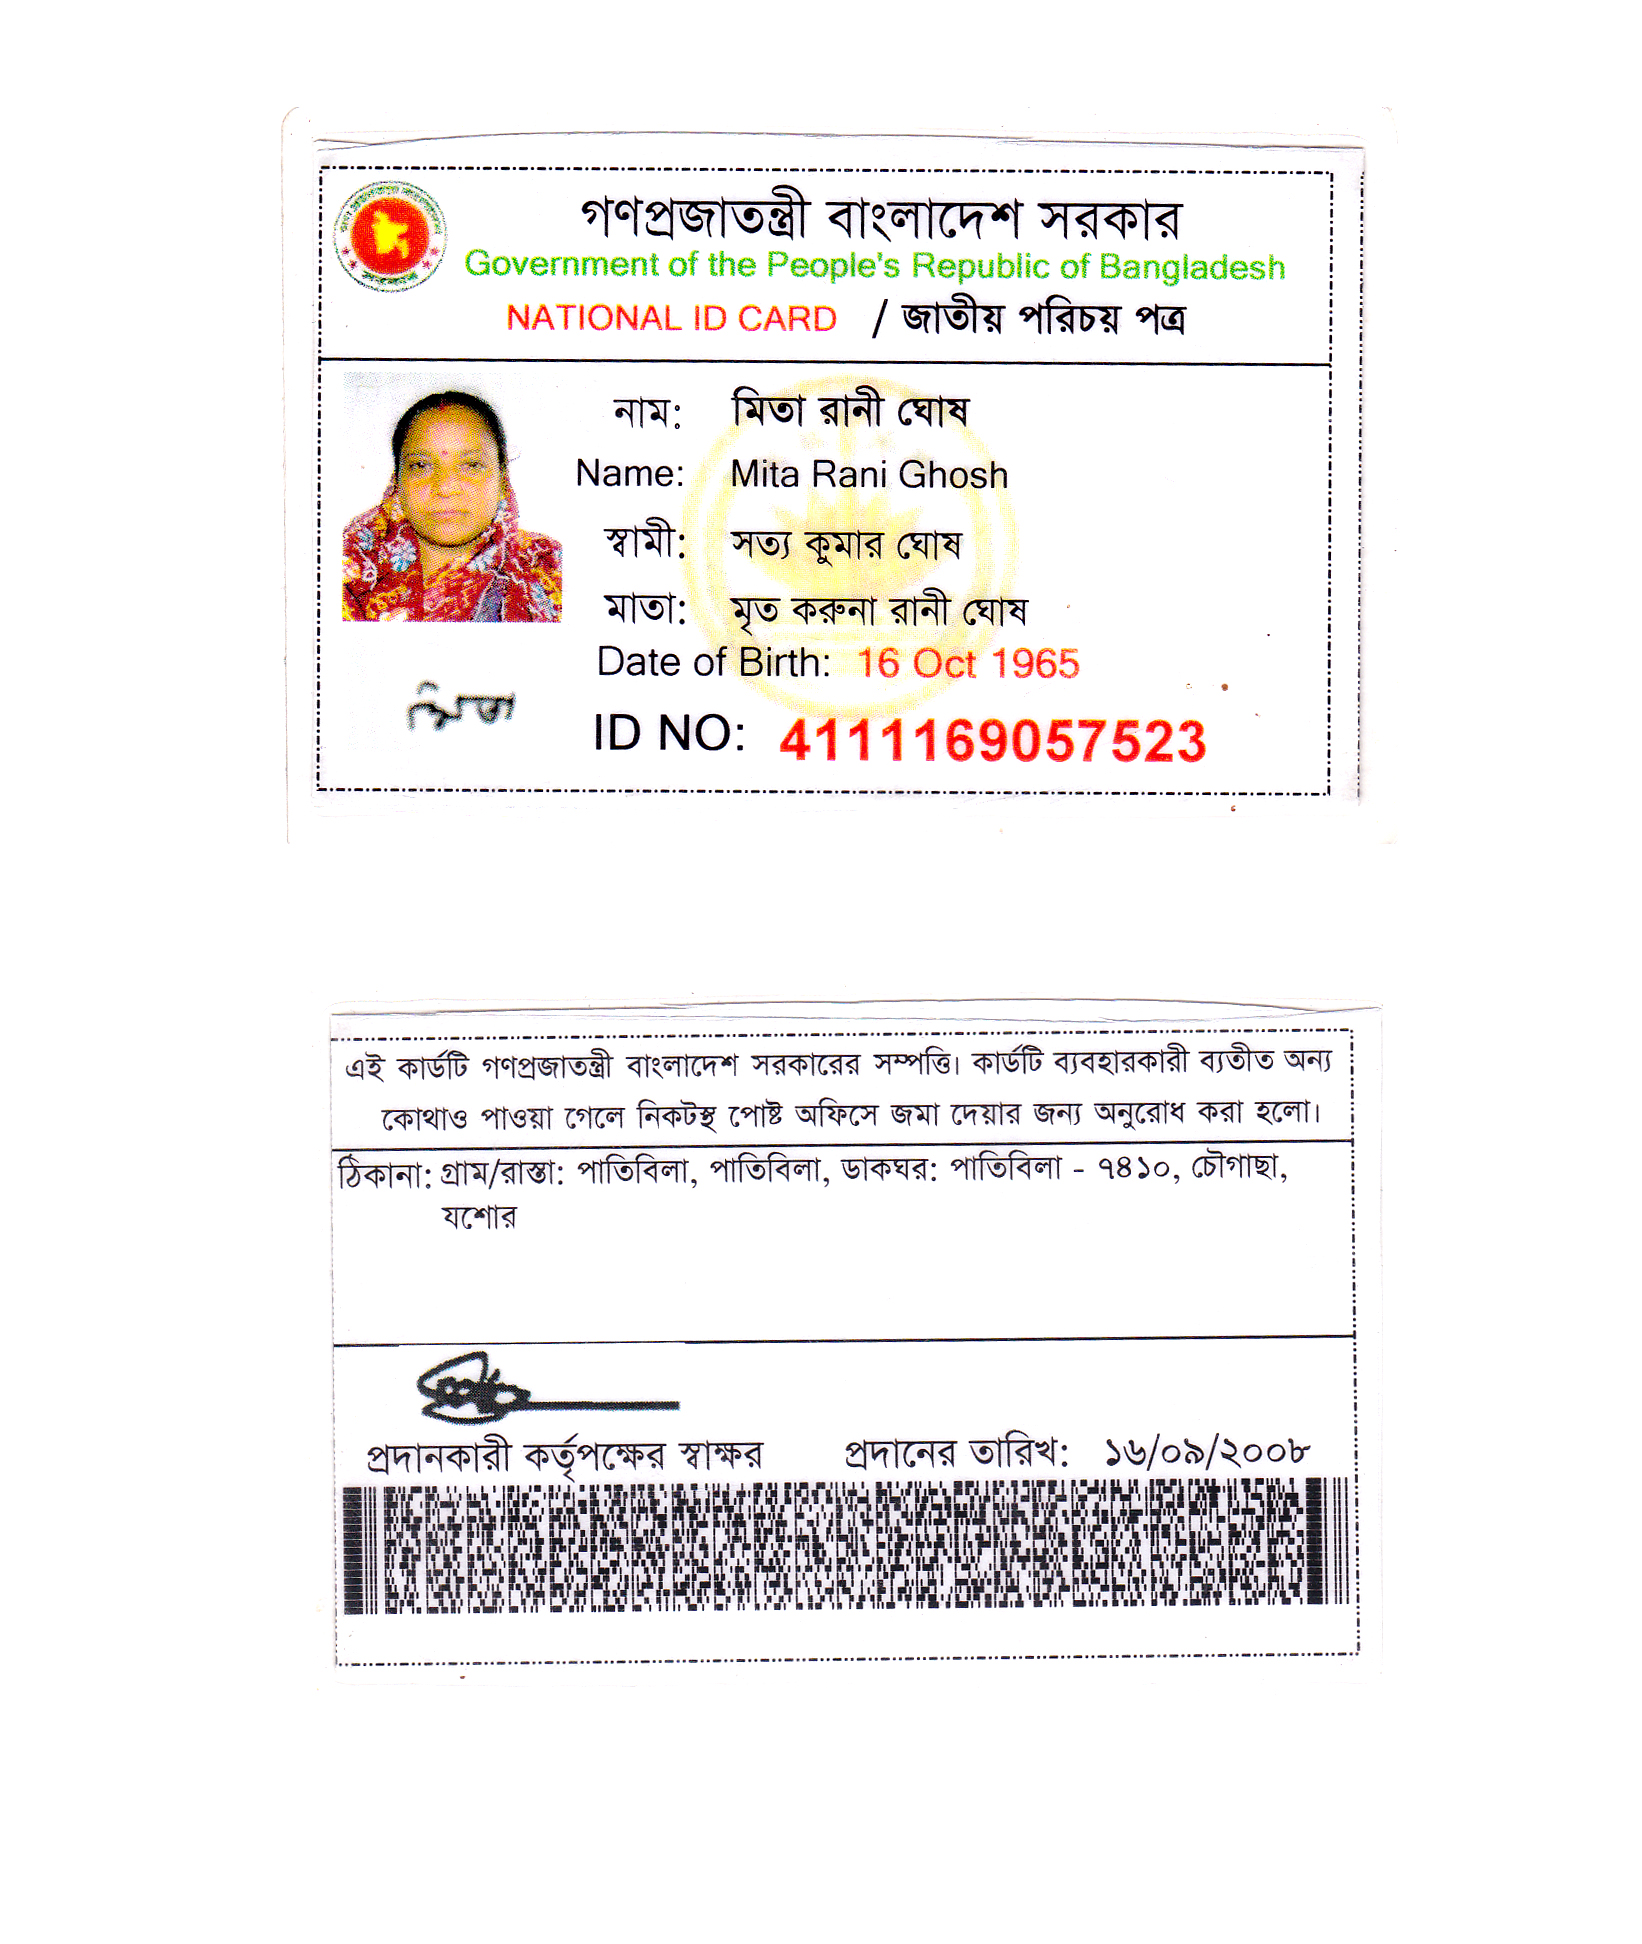 গণপ্রজাতন্ত্রী বাংলাদেশ সরকার
Government of the People's Republic of Bangladesh
NATIONAL ID CARD / জাতীয় পরিচয় পত্র
নাম: মিতা রানী ঘোষ
Name: Mita Rani Ghosh
স্বামী: সত্য কুমার ঘোষ
মাতা: মৃত করুনা রানী ঘোষ
Date of Birth: 16 Oct 1965
মিতা
ID NO: 4111169057523
এই কার্ডটি গণপ্রজাতন্ত্রী বাংলাদেশ সরকারের সম্পত্তি। কার্ডটি ব্যবহারকারী ব্যতীত অন্য
কোথাও পাওয়া গেলে নিকটস্থ পোষ্ট অফিসে জমা দেয়ার জন্য অনুরোধ করা হলো।
ঠিকানা: গ্রাম/রাস্তা: পাতিবিলা, পাতিবিলা, ডাকঘর: পাতিবিলা - ৭৪১০, চৌগাছা,
যশোর
প্রদানকারী কর্তৃপক্ষের স্বাক্ষর প্রদানের তারিখ: ১৬/০৯/২০০৮